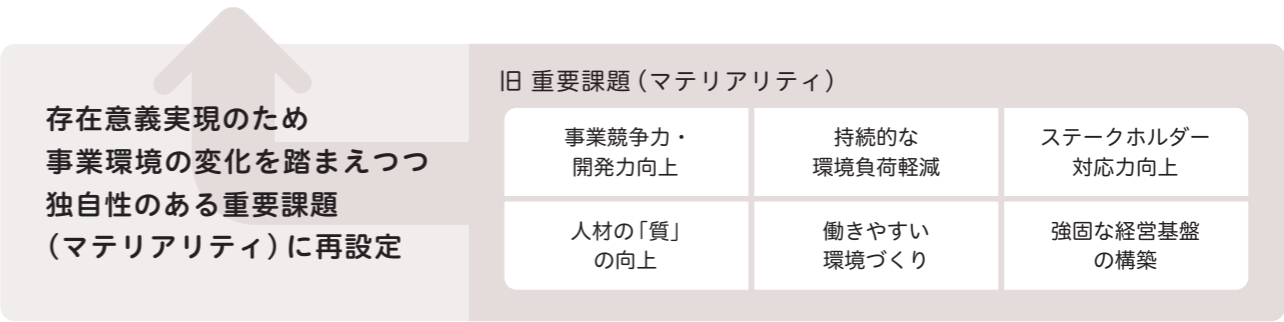 存在意義実現のため
事業環境の変化を踏まえつつ
独自性のある重要課題
(マテリアリティ)に再設定
旧 重要課題(マテリアリティ)
事業競争力・
開発力向上
持続的な
環境負荷軽減
ステークホルダー
対応力向上
人材の「質」
の向上
働きやすい
環境づくり
強固な経営基盤
の構築